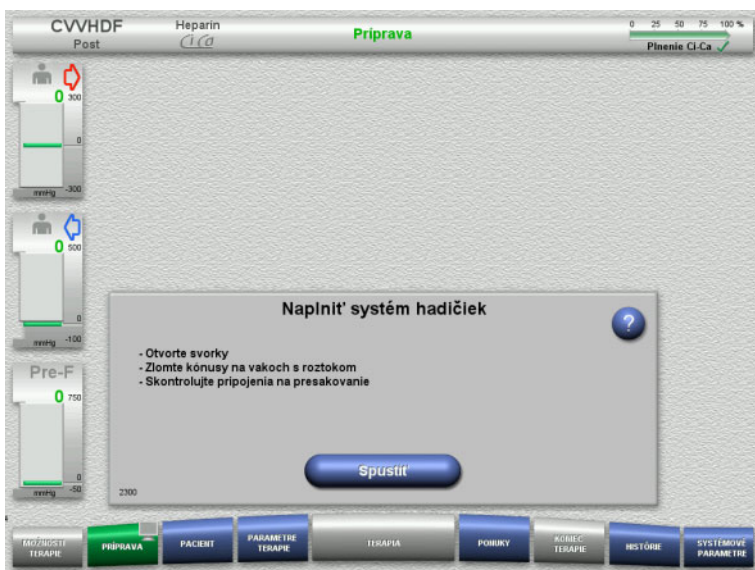 CVVHDF
Post
Heparin
Ci Ca
Príprava
0 25 50 75 100 %
Plnenie Ci-Ca
0
300
0
mmHg
-300
0
500
0
mmHg
-100
Pre-F
0
750
0
mmHg
-50
Naplniť systém hadičiek
?
- Otvorte svorky
- Zlomte kónusy na vakoch s roztokom
- Skontrolujte pripojenia na presakovanie
Spustiť
2300
MOŽNOSTI
TERAPIE
PRÍPRAVA
PACIENT
PARAMETRE
TERAPIE
TERAPIA
PONUKY
KONIEC
TERAPIE
HISTÓRIE
SYSTÉMOVÉ
PARAMETRE